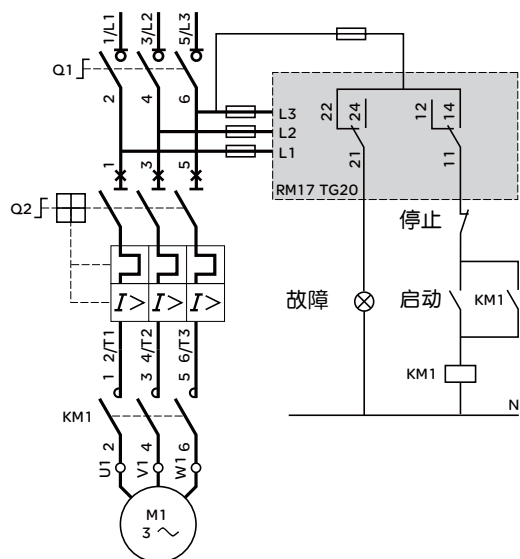 1/L1 3/L2 5/L3
Q1
2 4 6
22 24 12 14
L3
L2
L1
21 11
RM17 TG20
1 3 5
Q2
停止
I> I> I>
故障 启动 KM1
2/T1 4/T2 6/T3
KM1
1 3 5
N
KM1
2 4 6
U1 V1 W1
M1
3